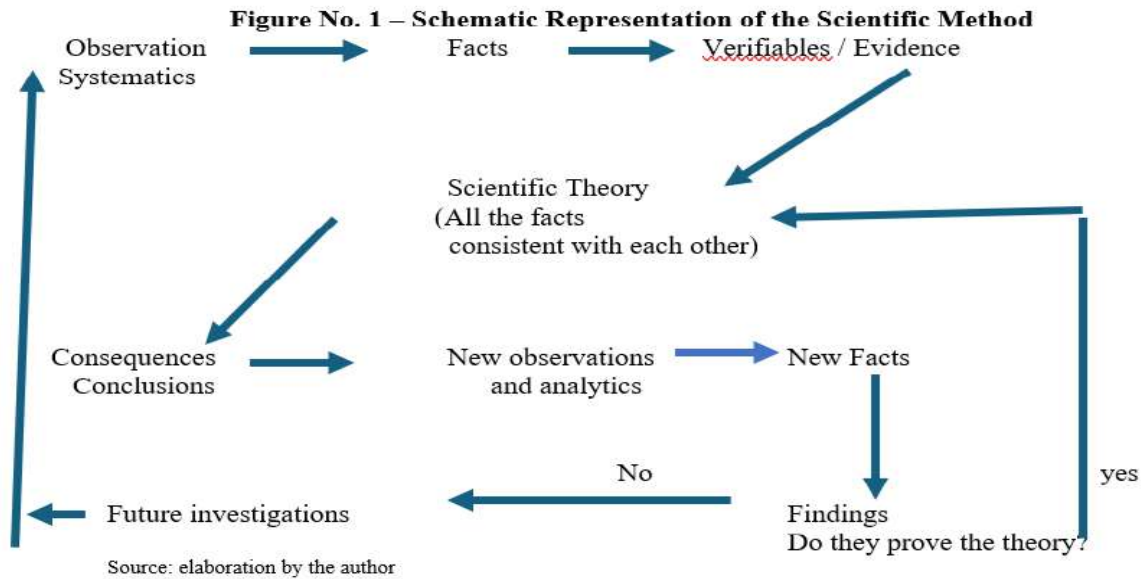 Figure No. 1 – Schematic Representation of the Scientific Method
Observation
Systematics
Facts
Verifiables / Evidence
Scientific Theory
(All the facts
consistent with each other)
Consequences
Conclusions
New observations
and analytics
New Facts
No
yes
Future investigations
Findings
Do they prove the theory?
Source: elaboration by the author